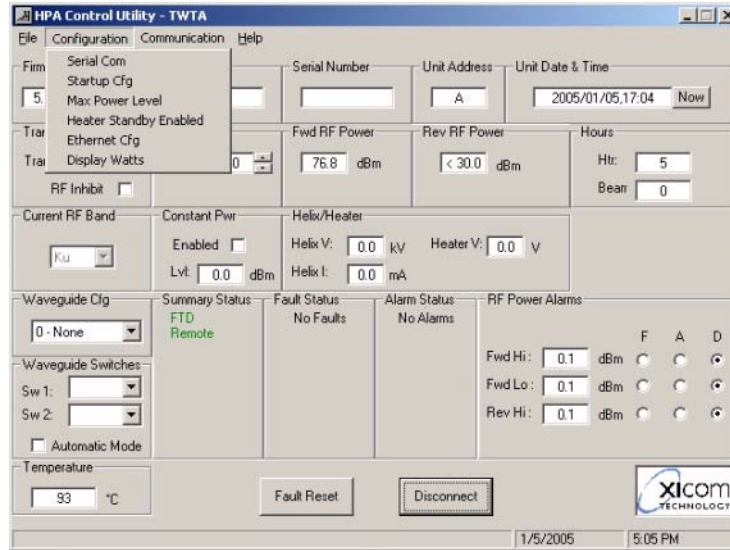 HPA Control Utility - TWTA
File Configuration Communication Help
Serial Com
Startup Cfg
Max Power Level
Heater Standby Enabled
Ethernet Cfg
Display Watts
Firm
5.
Serial Number
Unit Address
A
Unit Date & Time
2005/01/05,17:04 Now
Tran
Tran
RF Inhibit
0
Fwd RF Power
76.8 dBm
Rev RF Power
< 30.0 dBm
Hours
Htr: 5
Beam 0
Current RF Band
Ku
Constant Pwr
Enabled
Lvl: 0.0 dBm
Helix/Heater
Helix V: 0.0 kV Heater V: 0.0 V
Helix I: 0.0 mA
Waveguide Cfg
0 - None
Waveguide Switches
Sw 1:
Sw 2:
Automatic Mode
Summary Status
FTD
Remote
Fault Status
No Faults
Alarm Status
No Alarms
RF Power Alarms
F A D
Fwd Hi: 0.1 dBm
Fwd Lo: 0.1 dBm
Rev Hi: 0.1 dBm
Temperature
93 °C
Fault Reset
Disconnect
XICOM
TECHNOLOGY
1/5/2005 5:05 PM